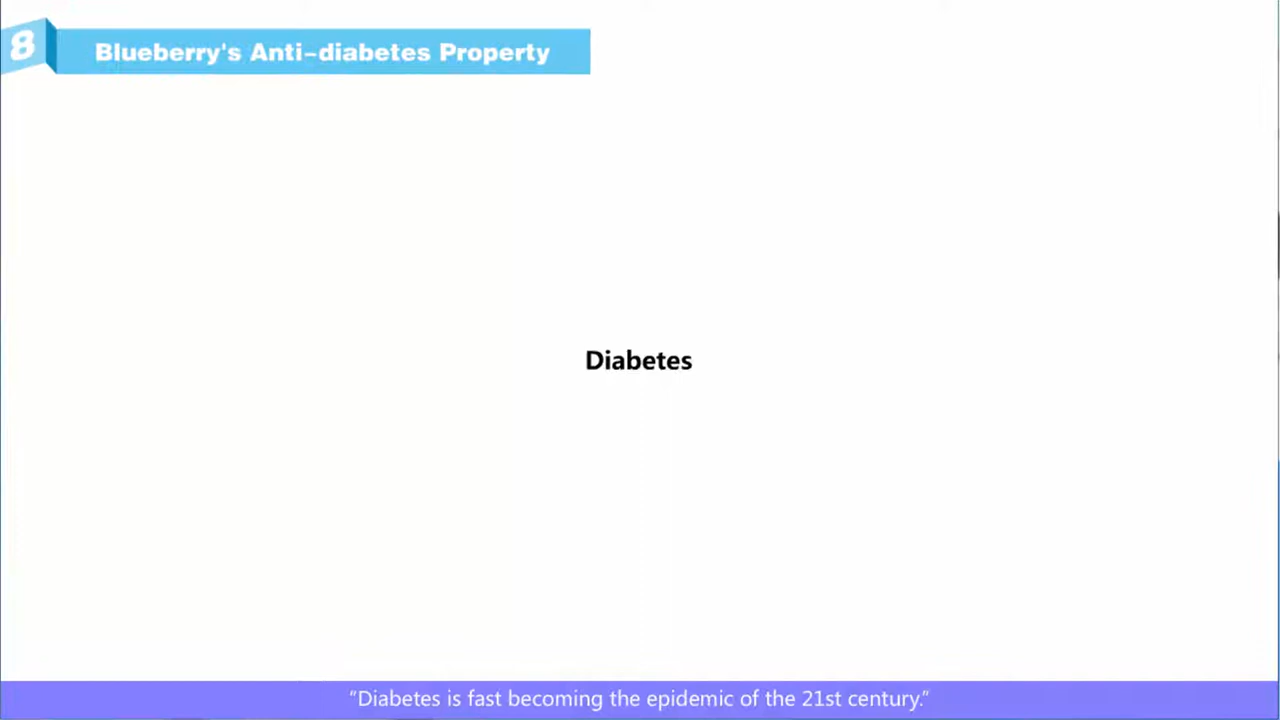 8
Blueberry's Anti-diabetes Property
Diabetes
“Diabetes is fast becoming the epidemic of the 21st century.”